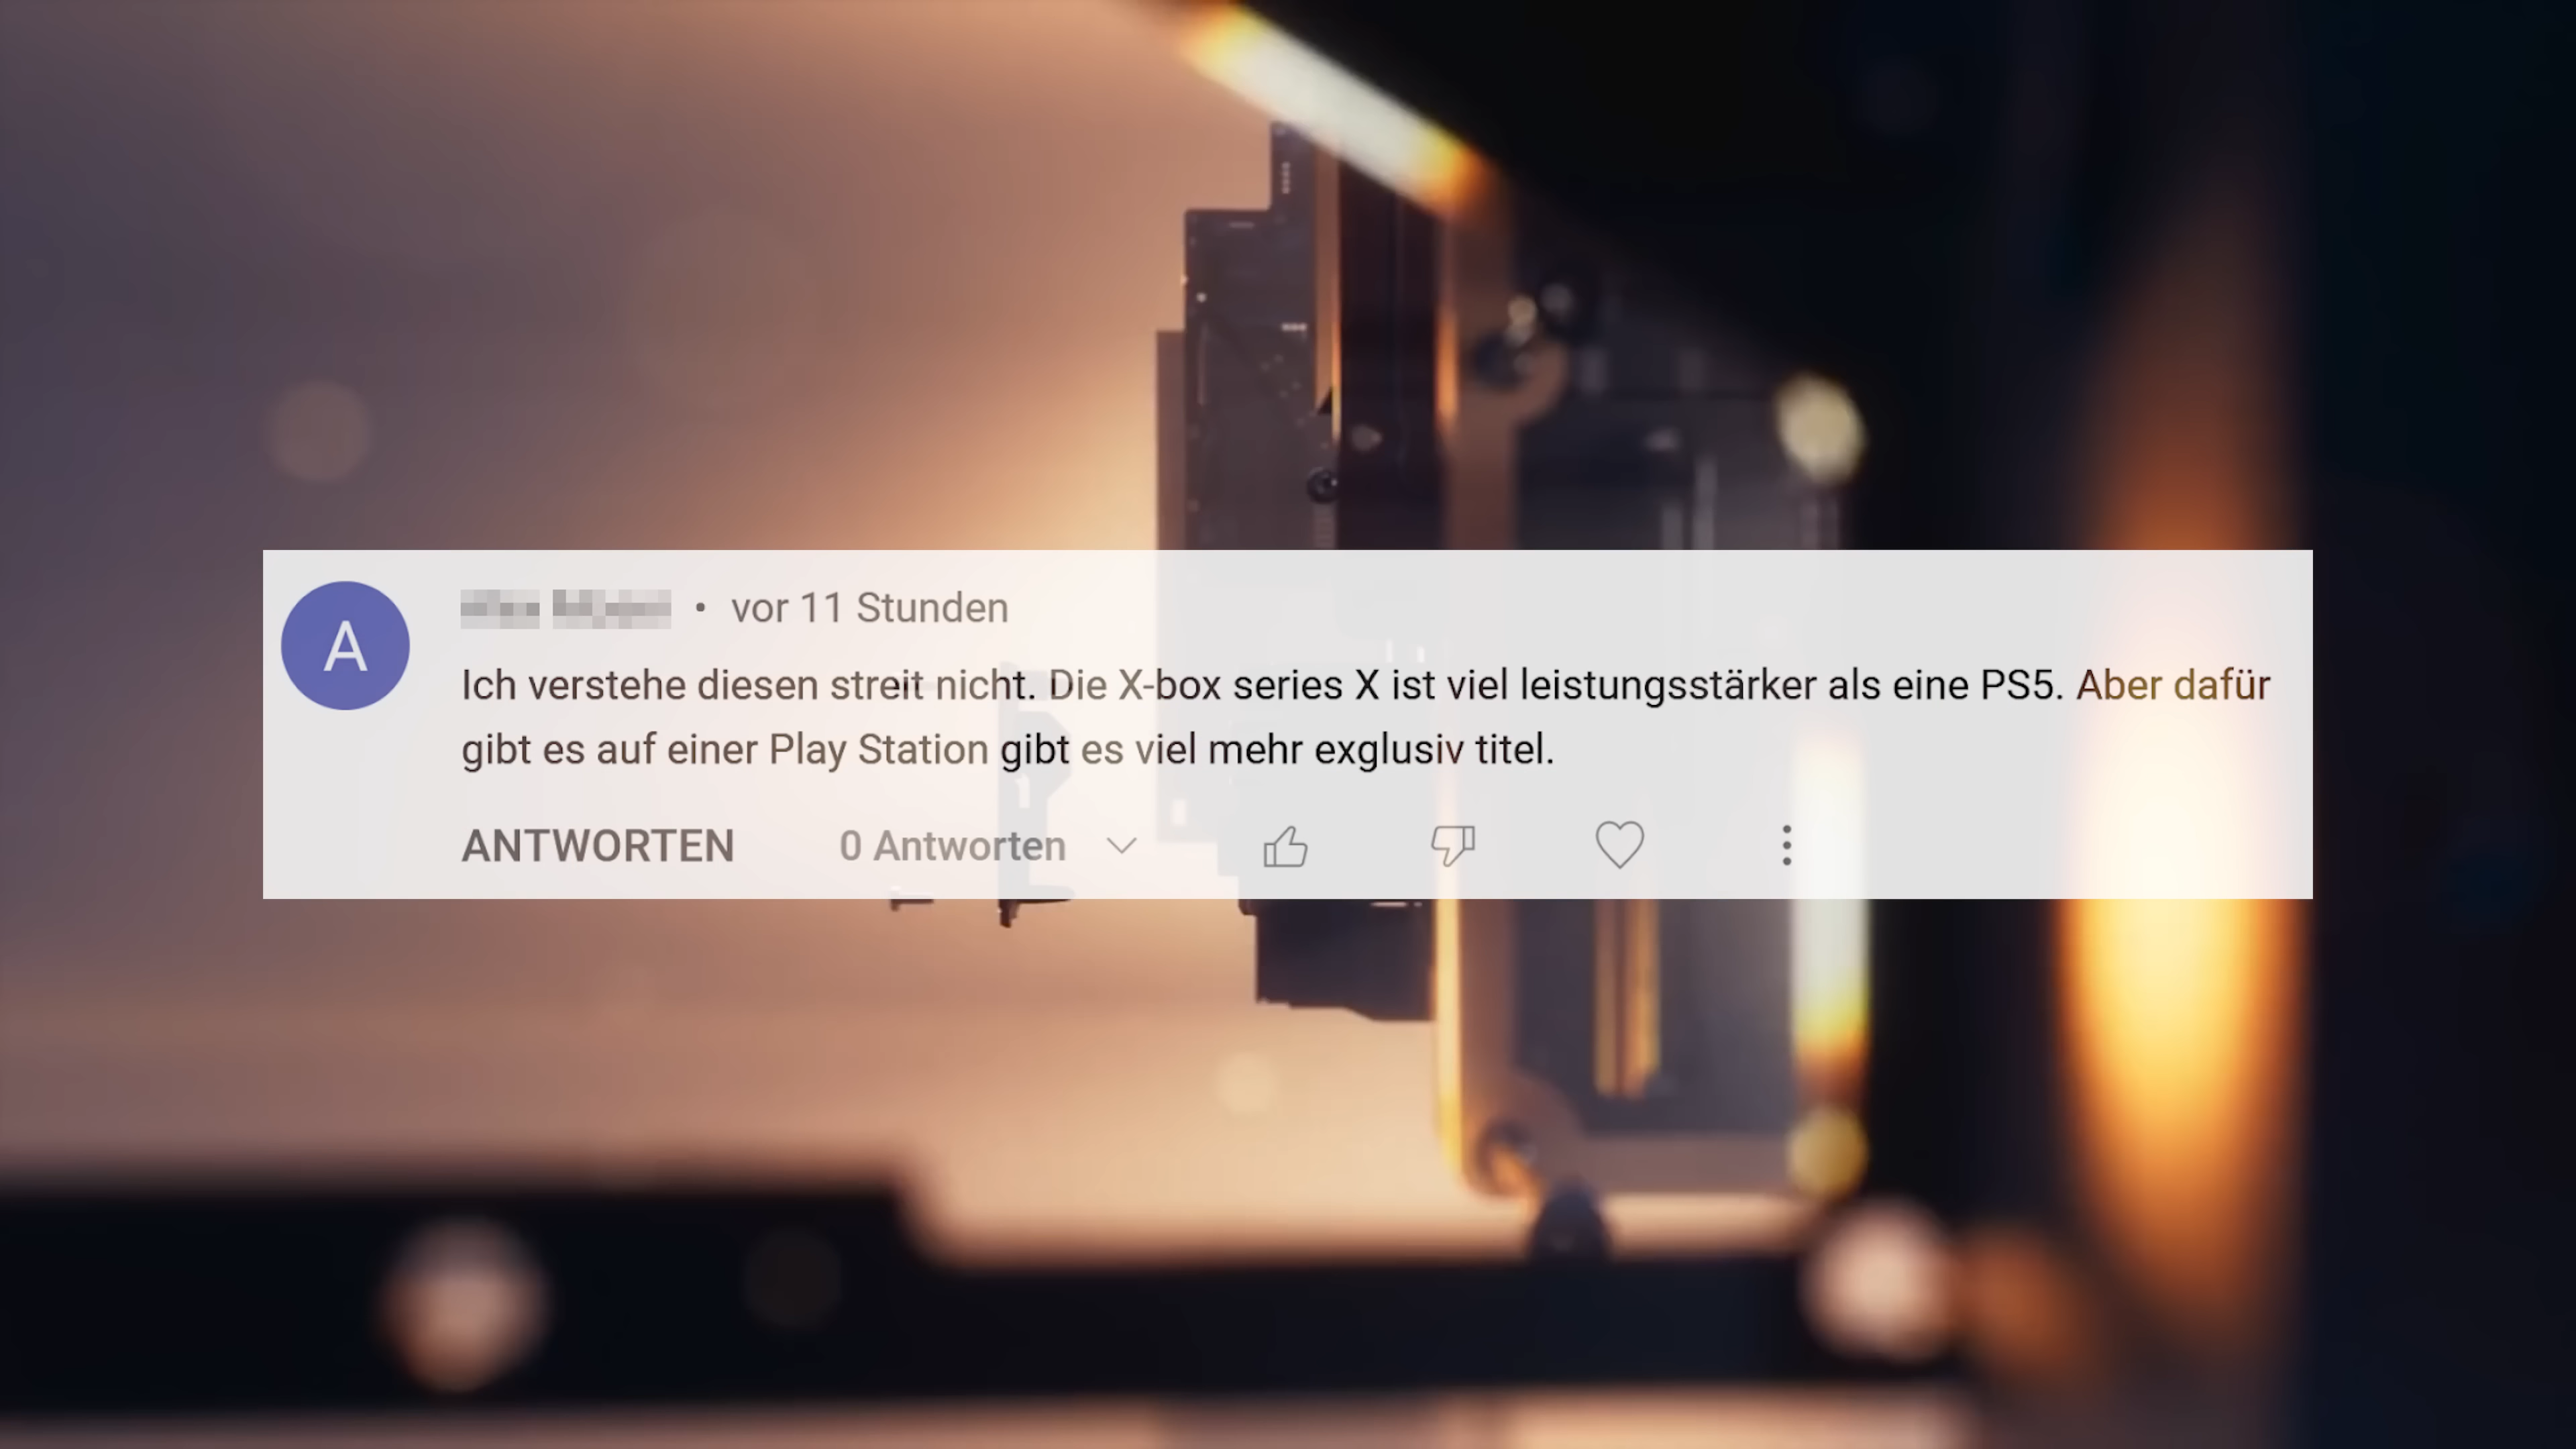 A
• vor 11 Stunden
Ich verstehe diesen streit nicht. Die X-box series X ist viel leistungsstärker als eine PS5. Aber dafür
gibt es auf einer Play Station gibt es viel mehr exglusiv titel.
ANTWORTEN 0 Antworten